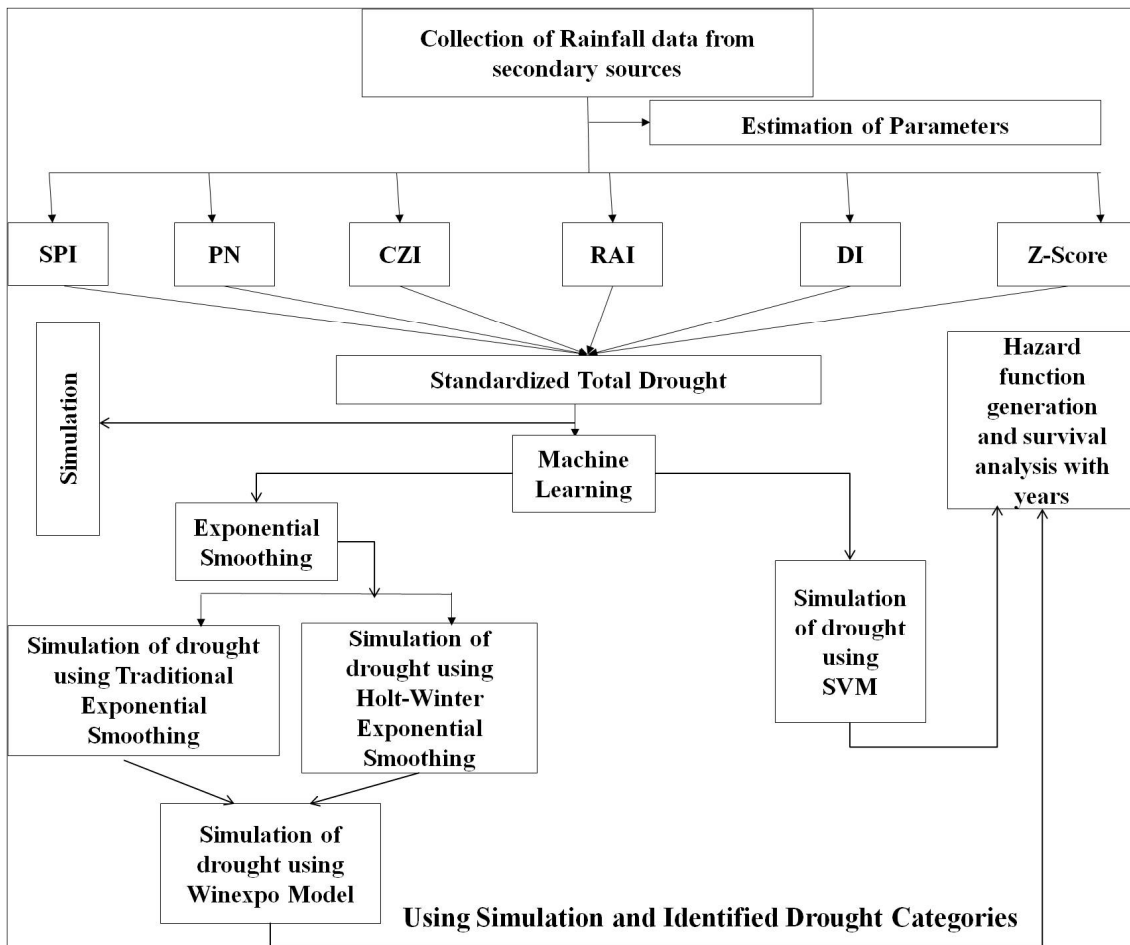 Collection of Rainfall data from
secondary sources
Estimation of Parameters
SPI
PN
CZI
RAI
DI
Z-Score
Simulation
Standardized Total Drought
Hazard
function
generation
and survival
analysis with
years
Machine
Learning
Exponential
Smoothing
Simulation of drought
using Traditional
Exponential
Smoothing
Simulation of
drought using
Holt-Winter
Exponential
Smoothing
Simulation
of drought
using
SVM
Simulation of
drought using
Winexpo Model
Using Simulation and Identified Drought Categories